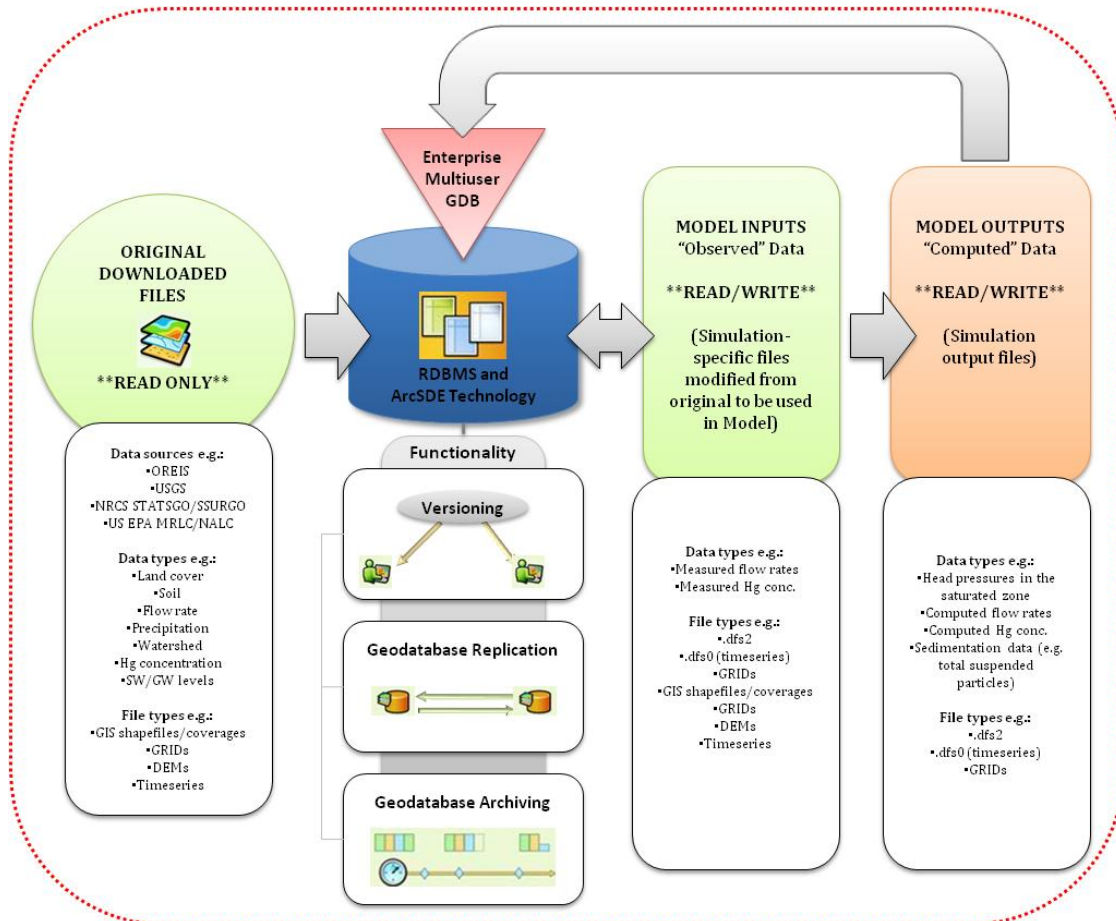 ORIGINAL
DOWNLOADED
FILES
**READ ONLY**
Data sources e.g.:
▪OREIS
▪USGS
▪NRCS STATSGO/SSURGO
▪US EPA MRLC/NALC
Data types e.g.:
▪Land cover
▪Soil
▪Flow rate
▪Precipitation
▪Watershed
▪Hg concentration
▪SW/GW levels
File types e.g.:
▪GIS shapefiles/coverages
▪GRIDs
▪DEMs
▪Timeseries
Enterprise
Multiuser
GDB
RDBMS and
ArcSDE Technology
Functionality
Versioning
Geodatabase Replication
Geodatabase Archiving
MODEL INPUTS
“Observed” Data
**READ/WRITE**
(Simulation-
specific files
modified from
original to be used
in Model)
Data types e.g.:
▪Measured flow rates
▪Measured Hg conc.
File types e.g.:
▪.dfs2
▪.dfs0 (timeseries)
▪GRIDs
▪GIS shapefiles/coverages
▪GRIDs
▪DEMs
▪Timeseries
MODEL OUTPUTS
“Computed” Data
**READ/WRITE**
(Simulation
output files)
Data types e.g.:
▪Head pressures in the
saturated zone
▪Computed flow rates
▪Computed Hg conc.
▪Sedimentation data (e.g.
total suspended
particles)
File types e.g.:
▪.dfs2
▪.dfs0 (timeseries)
▪GRIDs